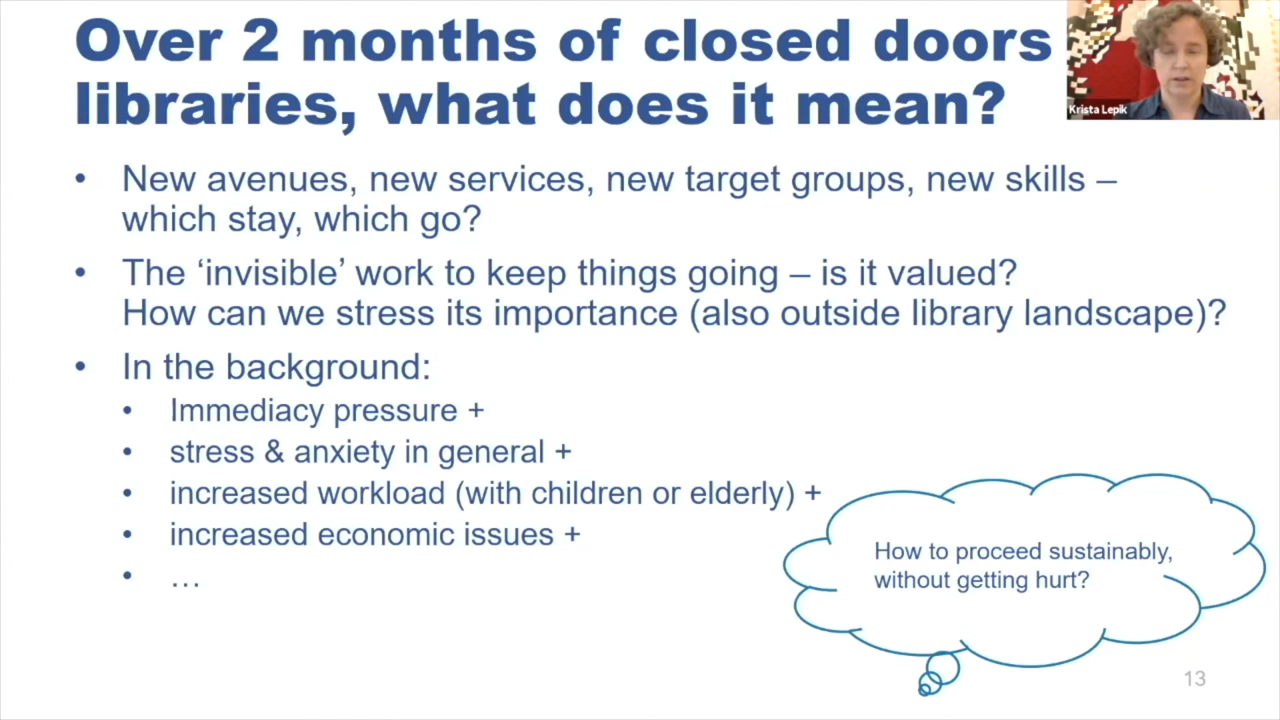 Over 2 months of closed doors
libraries, what does it mean?
Krista Lepik
• New avenues, new services, new target groups, new skills –
which stay, which go?
• The ‘invisible’ work to keep things going – is it valued?
How can we stress its importance (also outside library landscape)?
• In the background:
• Immediacy pressure +
• stress & anxiety in general +
• increased workload (with children or elderly) +
• increased economic issues +
• …
How to proceed sustainably,
without getting hurt?
13